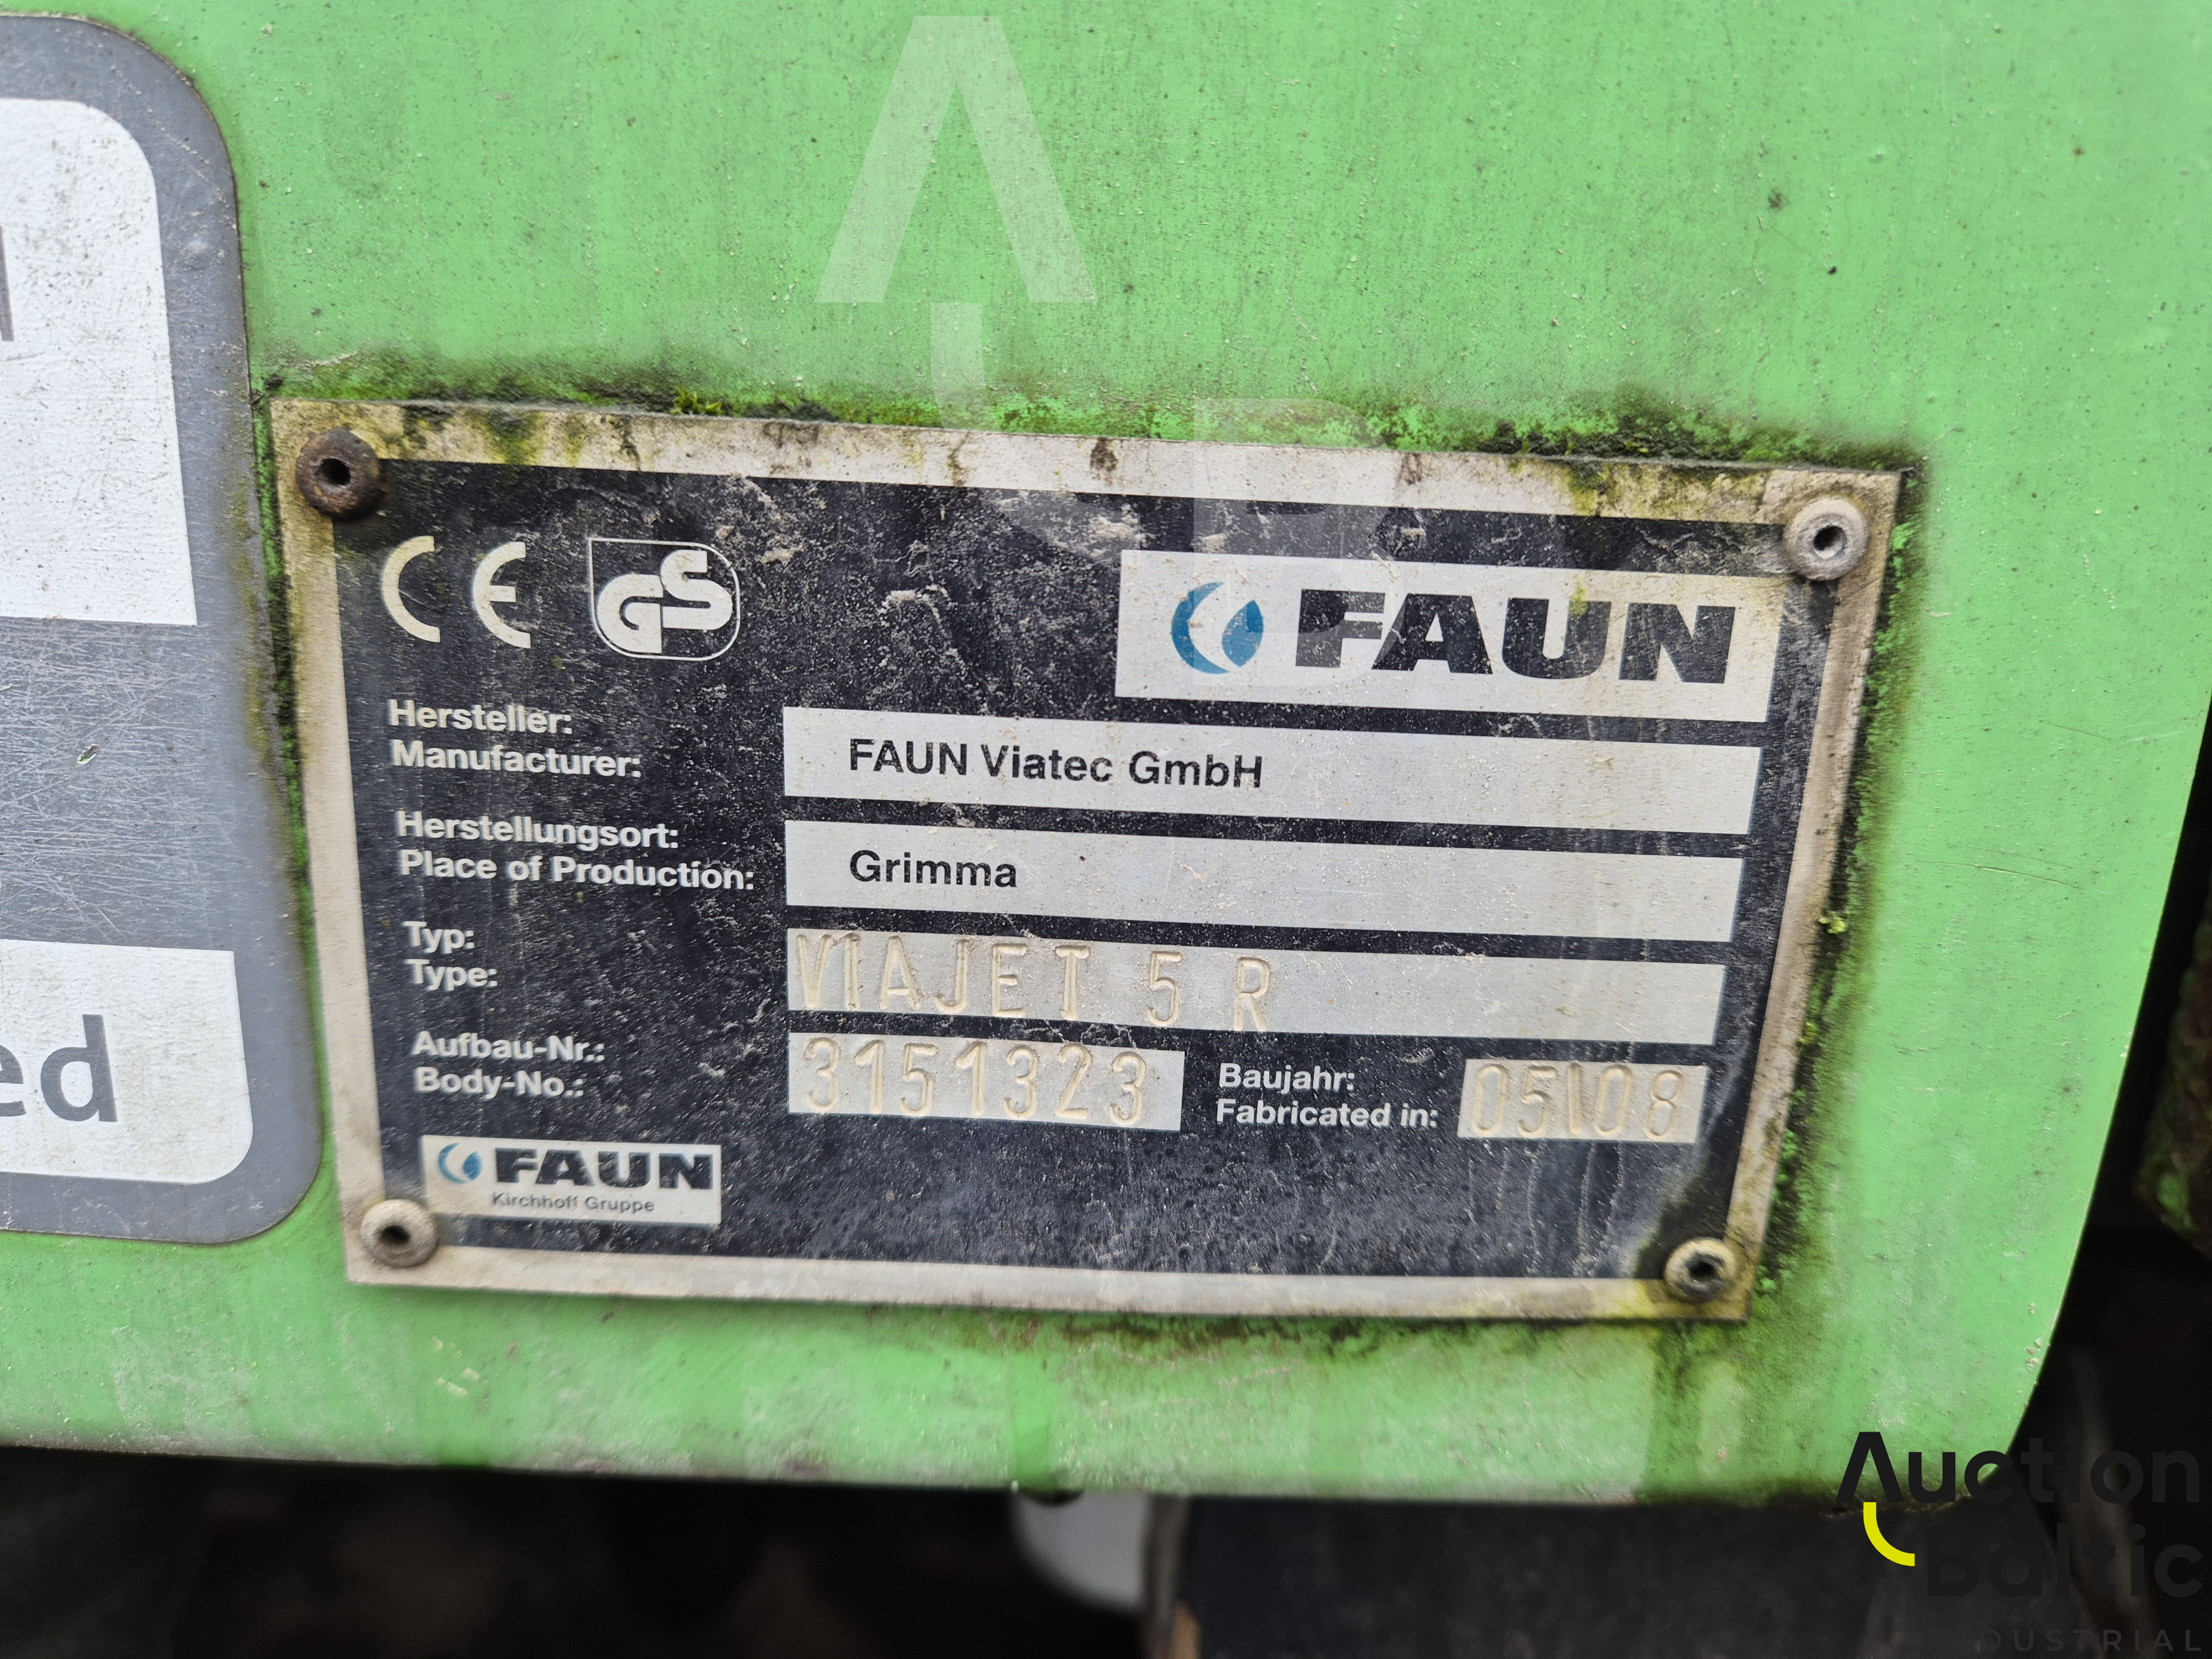 CE GS
FAUN
Hersteller:
Manufacturer:
FAUN Viatec GmbH
Herstellungsort:
Place of Production:
Grimma
Typ:
Type:
VIAJET 5 R
Aufbau-Nr.:
Body-No.:
3151323
Baujahr:
Fabricated in:
05\08
FAUN
Kirchhoff Gruppe
ed
Auction
Baltic
INDUSTRIAL